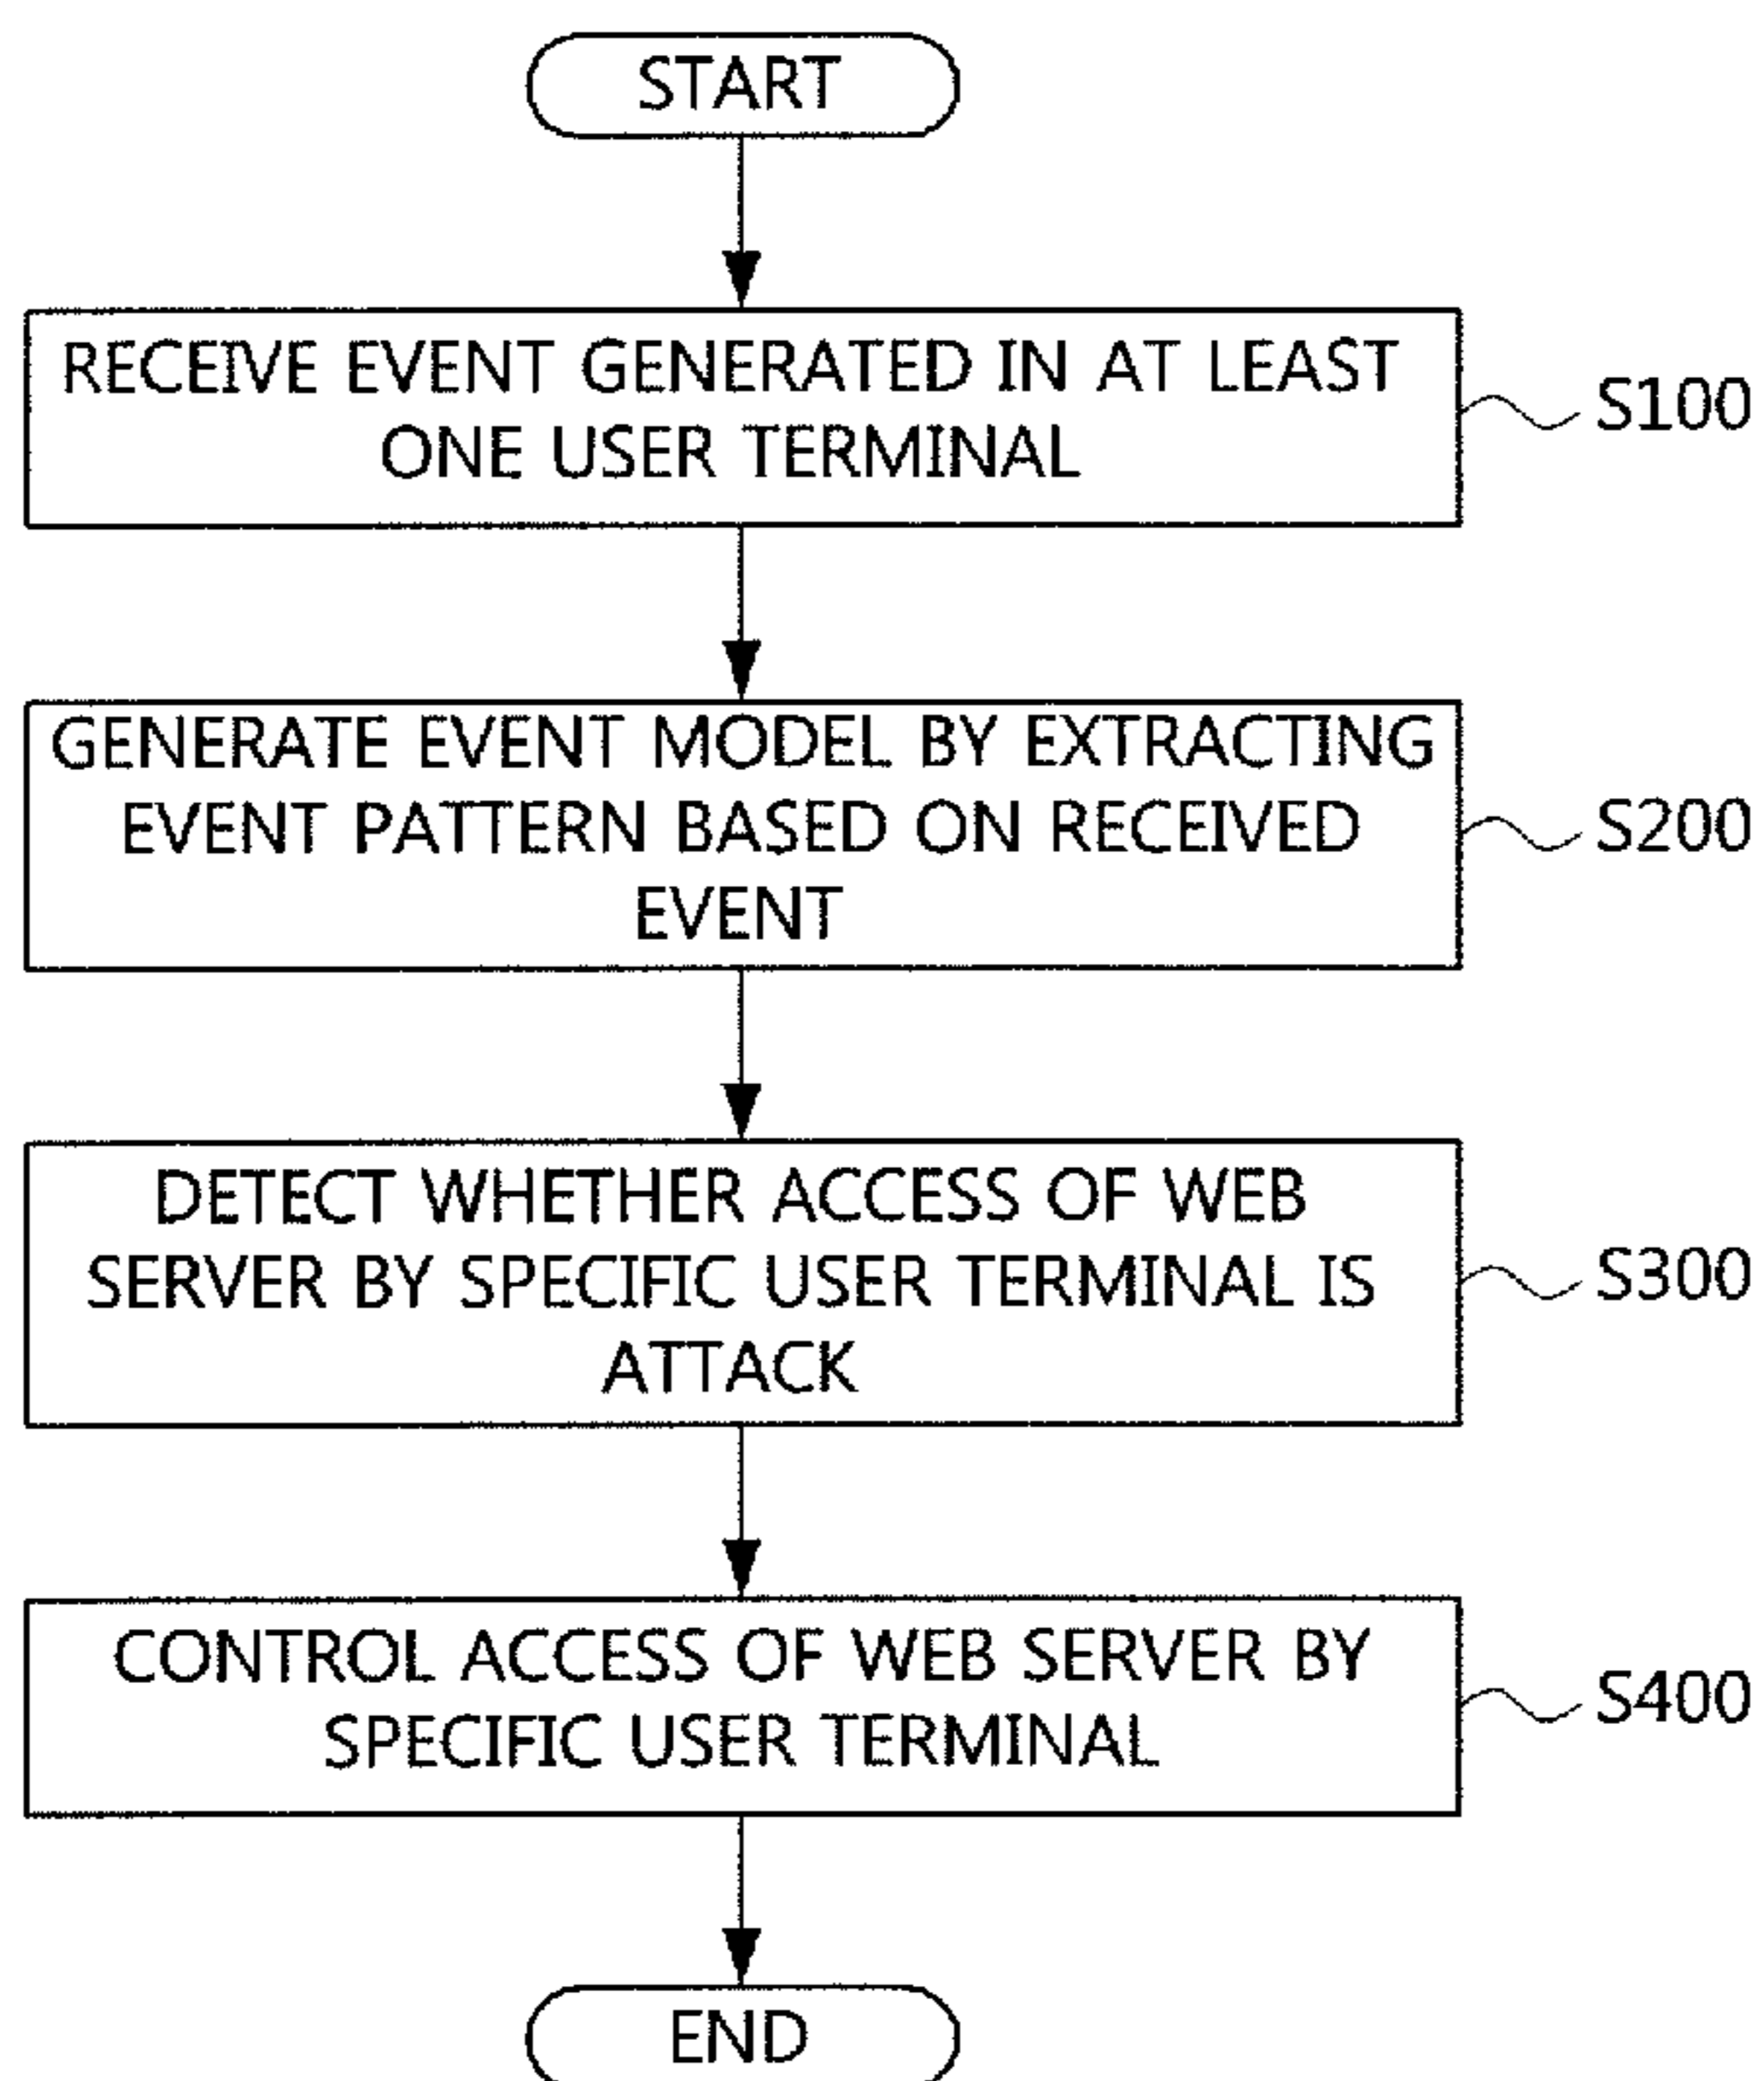 START
RECEIVE EVENT GENERATED IN AT LEAST
ONE USER TERMINAL
S100
GENERATE EVENT MODEL BY EXTRACTING
EVENT PATTERN BASED ON RECEIVED
EVENT
S200
DETECT WHETHER ACCESS OF WEB
SERVER BY SPECIFIC USER TERMINAL IS
ATTACK
S300
CONTROL ACCESS OF WEB SERVER BY
SPECIFIC USER TERMINAL
S400
END